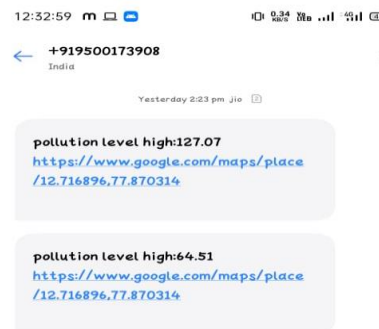 12:32:59 m
0.34 KB/S 4G
+919500173908
India
Yesterday 2:23 pm jio
pollution level high:127.07
https://www.google.com/maps/place
/12.716896,77.870314
pollution level high:64.51
https://www.google.com/maps/place
/12.716896,77.870314